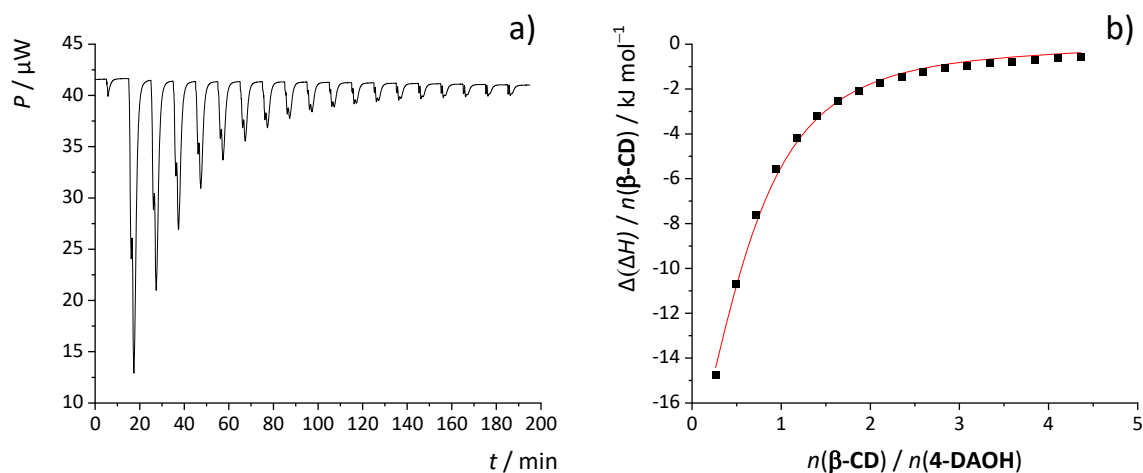 a)
P / μW
45
40
35
30
25
20
15
10
0 20 40 60 80 100 120 140 160 180 200
t / min
b)
Δ(ΔH) / n(β-CD) / kJ mol⁻¹
0
-2
-4
-6
-8
-10
-12
-14
-16
0 1 2 3 4 5
n(β-CD) / n(4-DAOH)